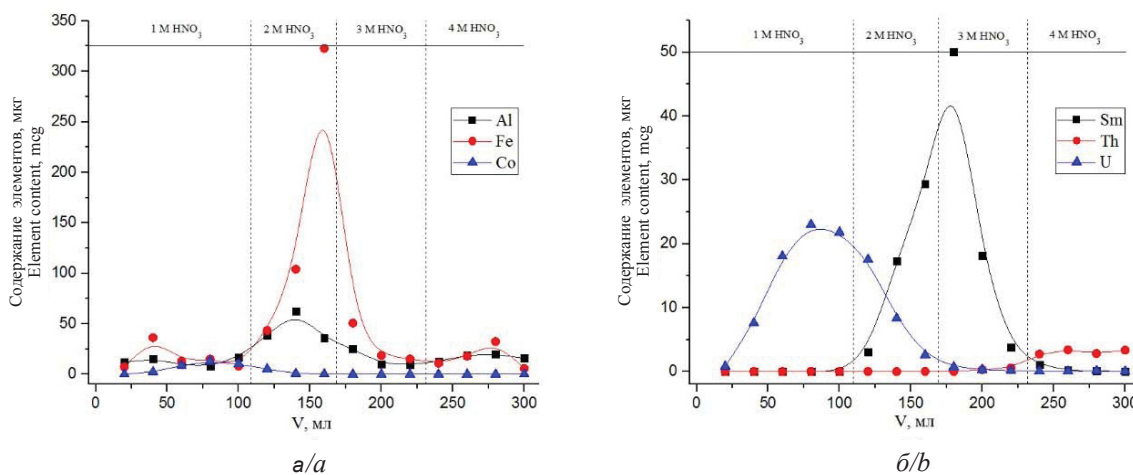 1 M HNO3 2 M HNO3 3 M HNO3 4 M HNO3
Содержание элементов, мкг
Element content, mcg
350
300
250
200
150
100
50
0
Al
Fe
Co
0 50 100 150 200 250 300
V, мл
а/a
1 M HNO3 2 M HNO3 3 M HNO3 4 M HNO3
Содержание элементов, мкг
Element content, mcg
50
40
30
20
10
0
Sm
Th
U
0 50 100 150 200 250 300
V, мл
б/b